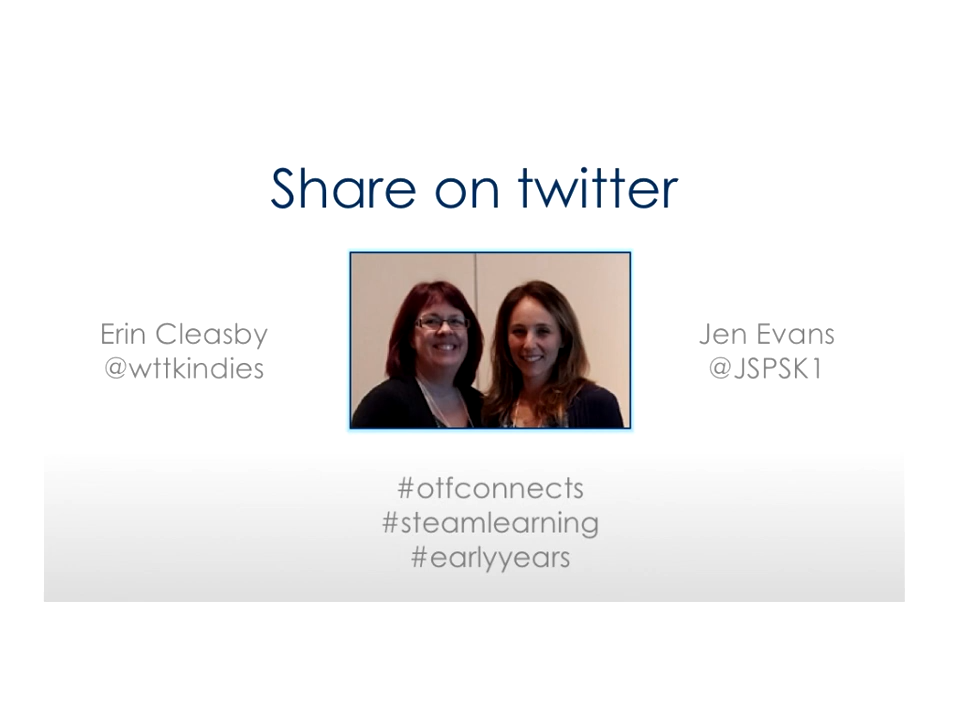 Share on twitter
Erin Cleasby
@wttkindies
Jen Evans
@JSPSK1
#otfconnects
#steamlearning
#earlyyears